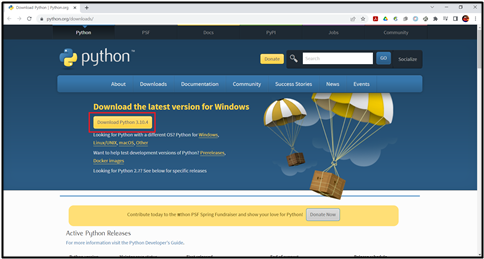 Download Python | Python.org
python.org/downloads/
Python PSF Docs PyPI Jobs Community
python™
Donate Search GO Socialize
About Downloads Documentation Community Success Stories News Events
Download the latest version for Windows
Download Python 3.10.4
Looking for Python with a different OS? Python for Windows,
Linux/UNIX, macOS, Other
Want to help test development versions of Python? Prereleases,
Docker images
Looking for Python 2.7? See below for specific releases
Contribute today to the Python PSF Spring Fundraiser and show your love for Python! Donate Now
Active Python Releases
For more information visit the Python Developer's Guide.